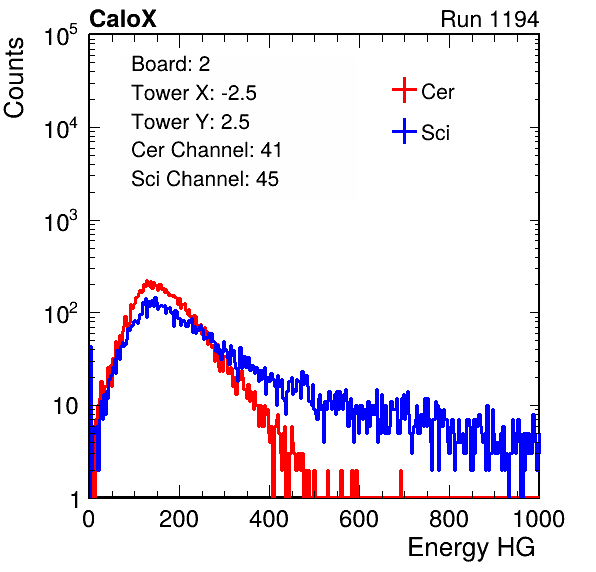 CaloX Run 1194
Counts
Board: 2
Tower X: -2.5
Tower Y: 2.5
Cer Channel: 41
Sci Channel: 45
Cer
Sci
10^5
10^4
10^3
10^2
10
1
0 200 400 600 800 1000
Energy HG